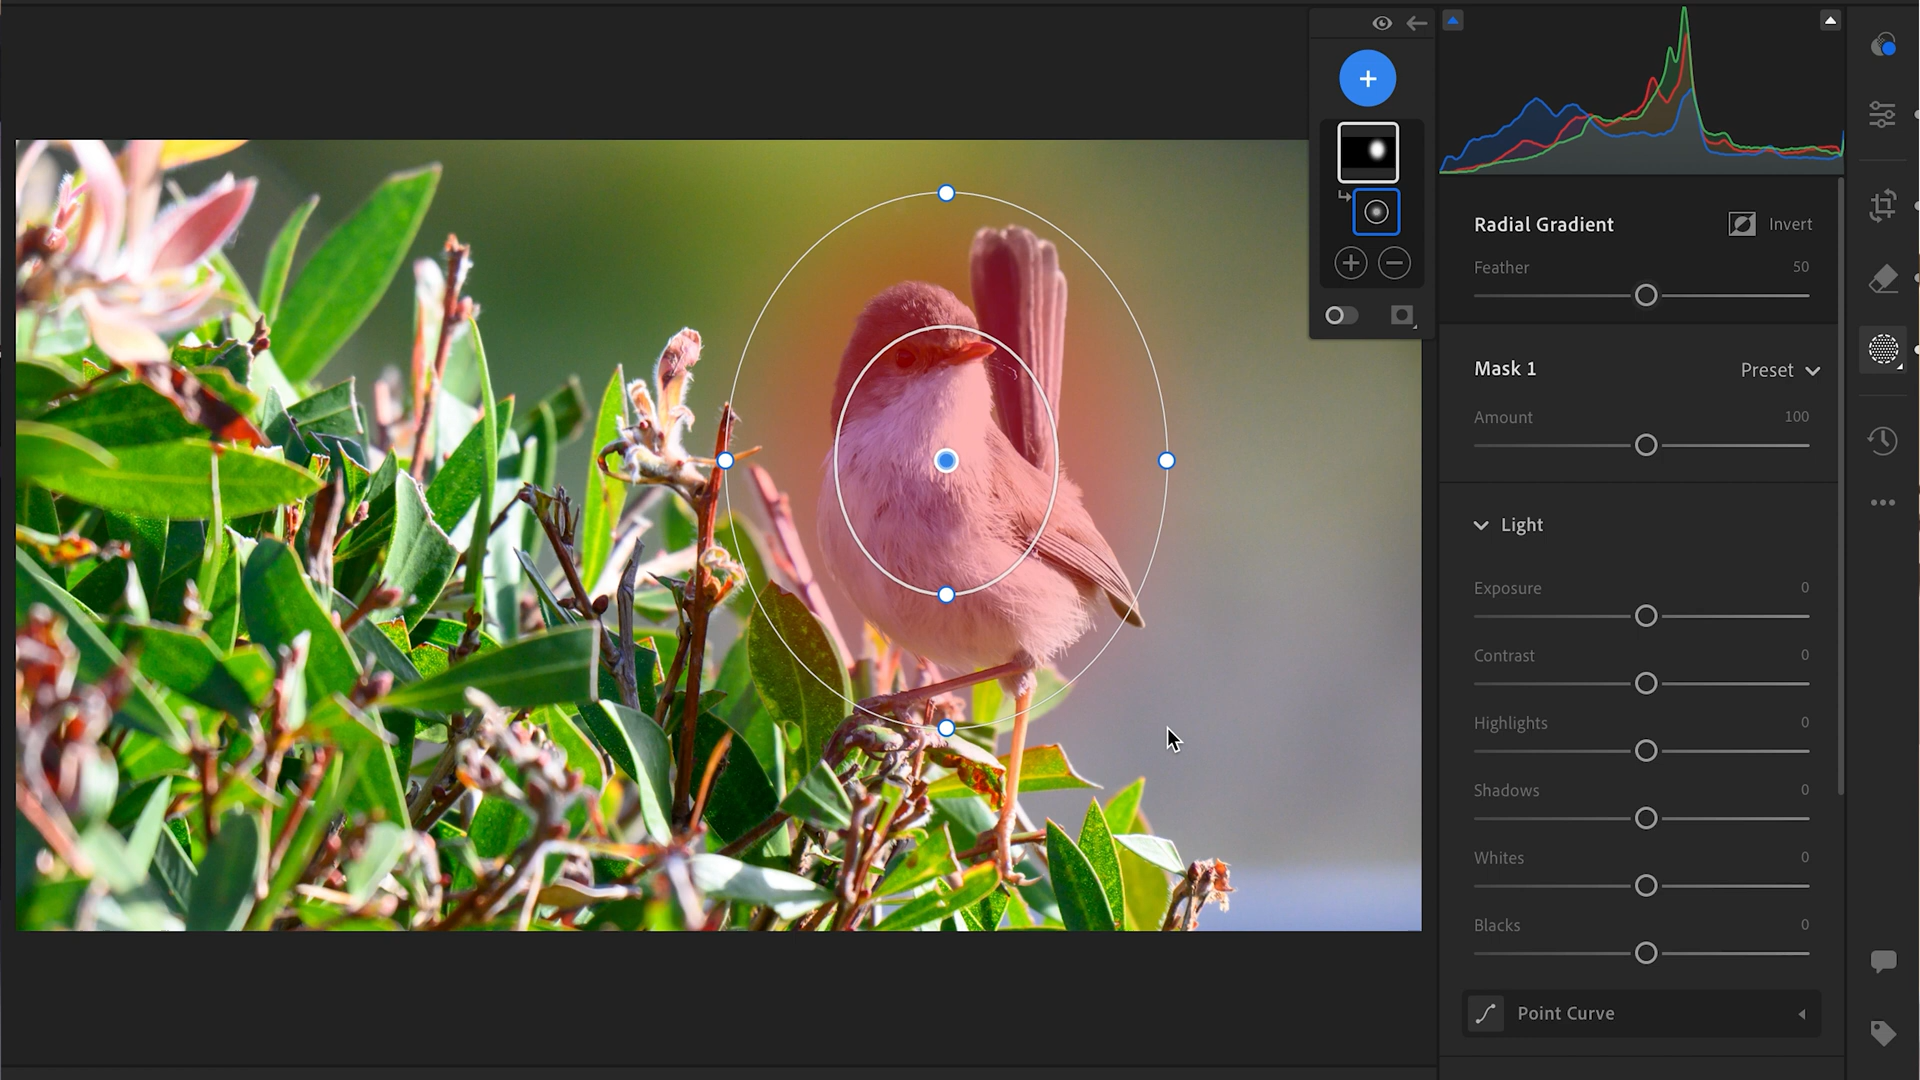 Radial Gradient
Invert
Feather
50
Mask 1
Preset
Amount
100
Light
Exposure
0
Contrast
0
Highlights
0
Shadows
0
Whites
0
Blacks
0
Point Curve